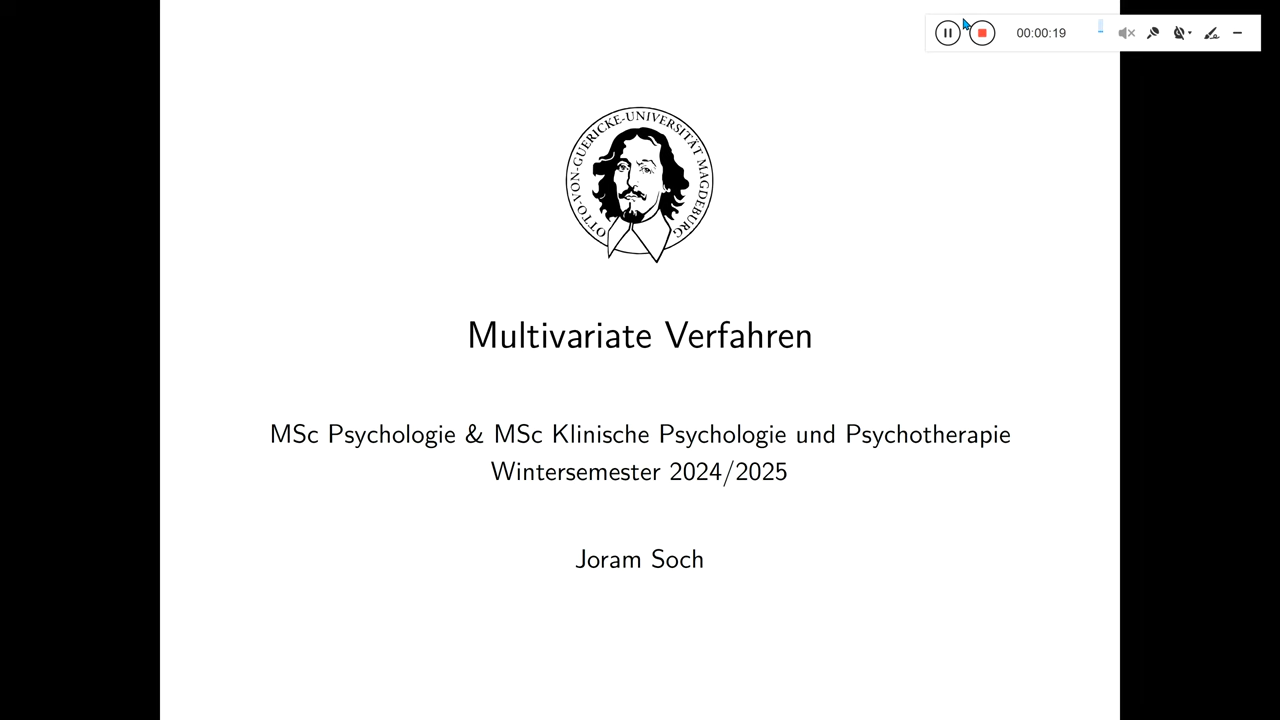 00:00:19
OTTO-VON-GUERICKE-UNIVERSITÄT MAGDEBURG
Multivariate Verfahren
MSc Psychologie & MSc Klinische Psychologie und Psychotherapie
Wintersemester 2024/2025
Joram Soch